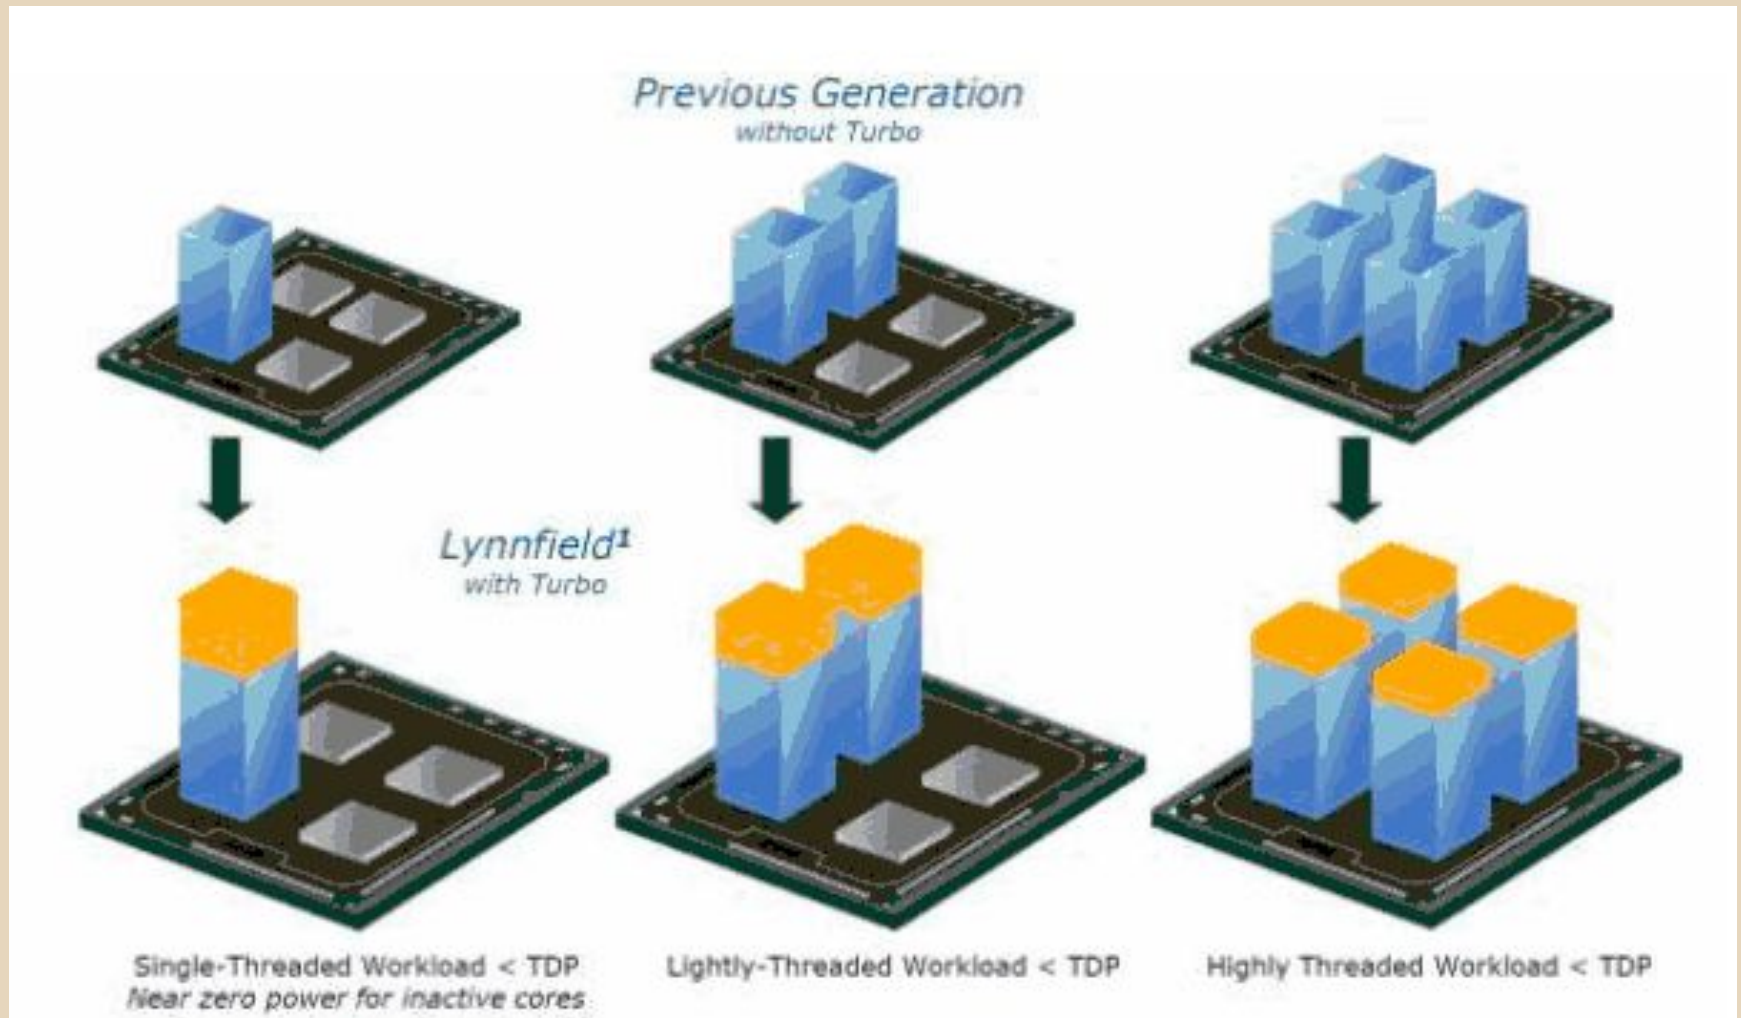 Previous Generation
without Turbo
Lynnfield¹
with Turbo
Single-Threaded Workload < TDP
Near zero power for inactive cores
Lightly-Threaded Workload < TDP
Highly Threaded Workload < TDP